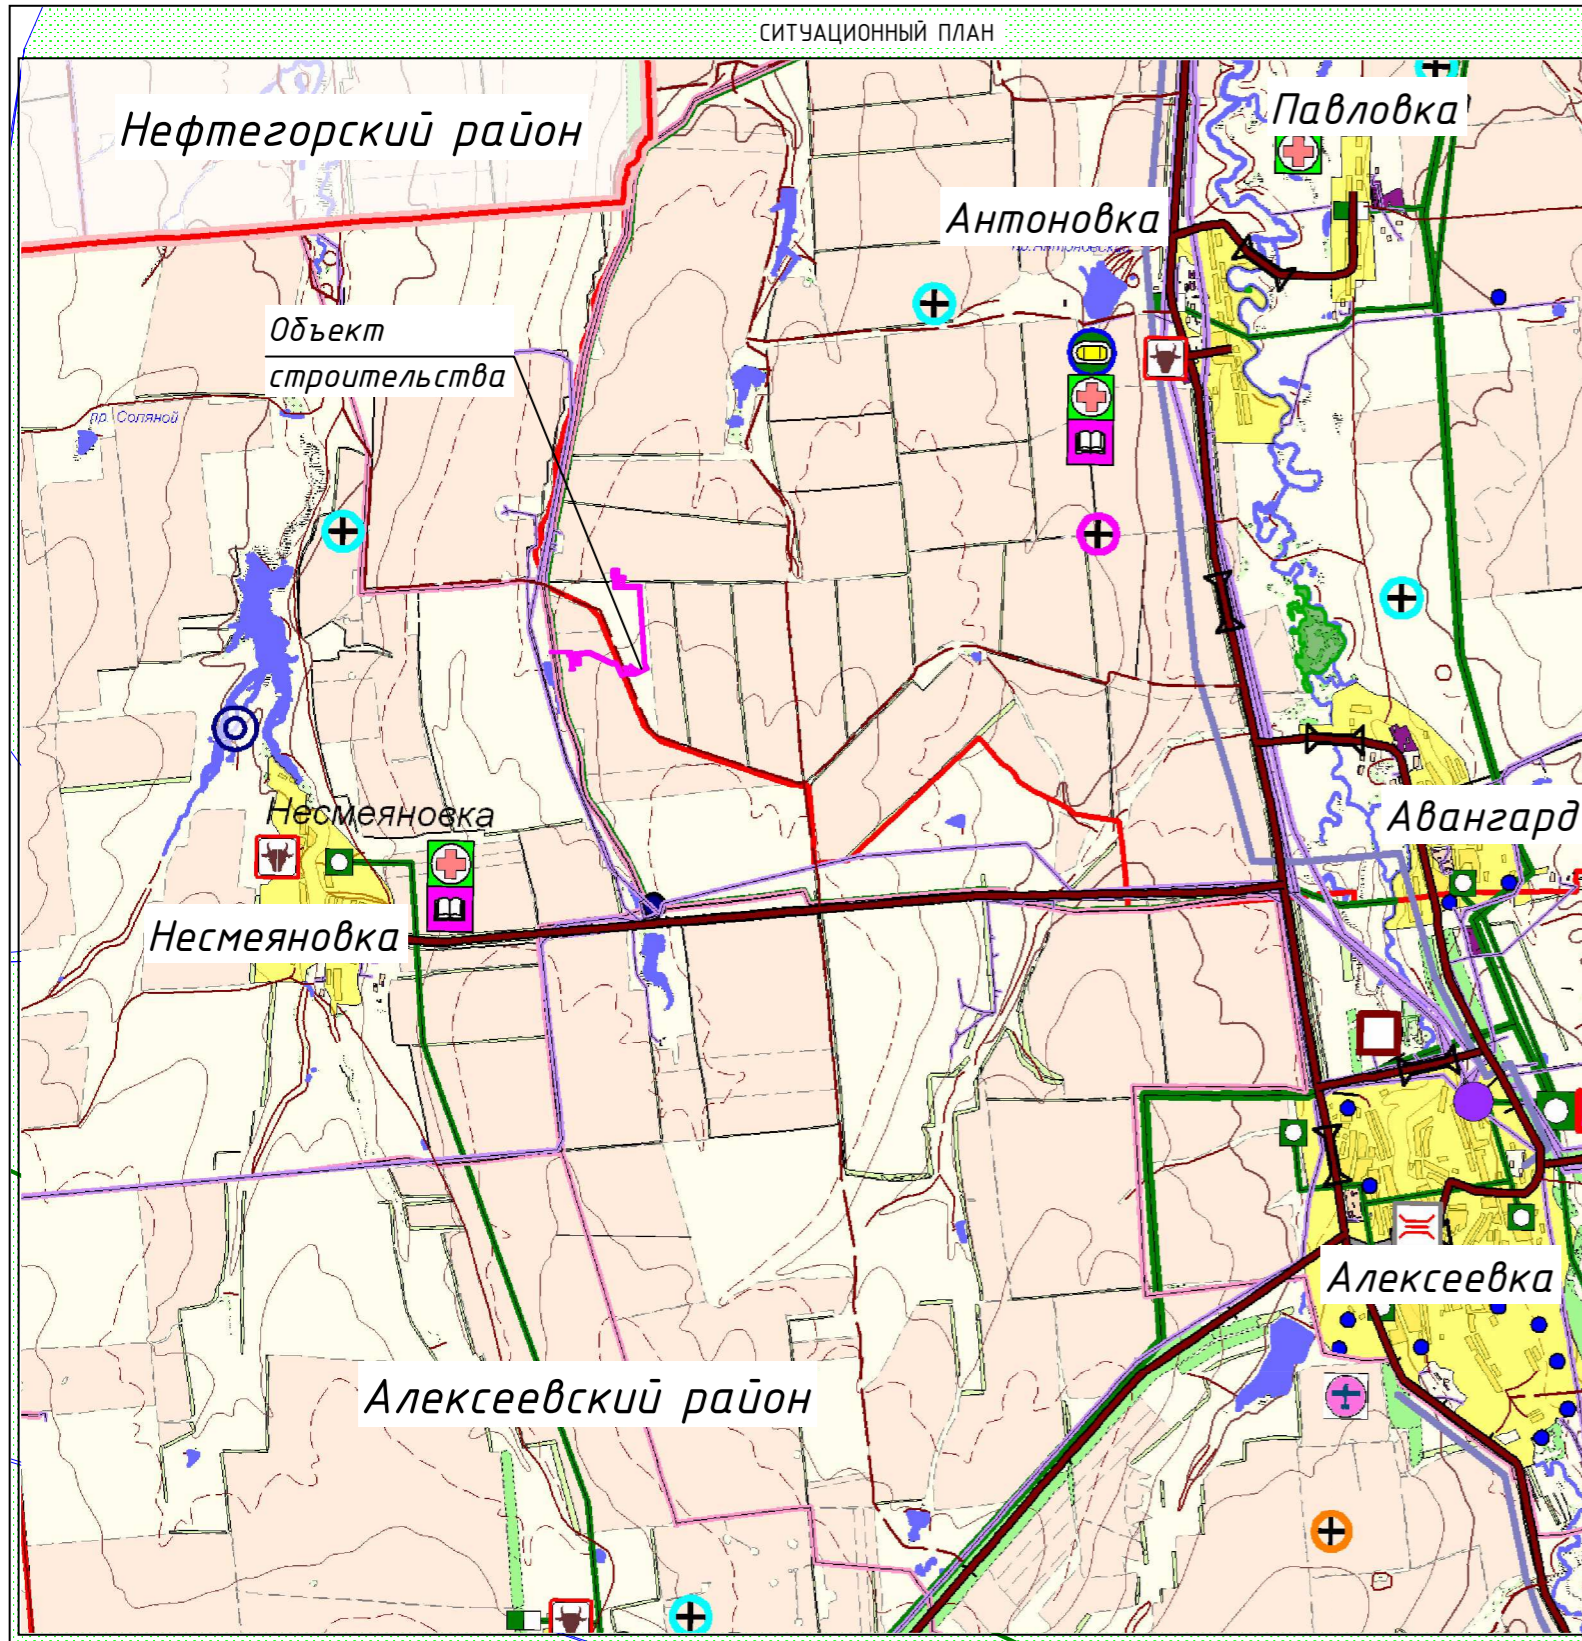 СИТУАЦИОННЫЙ ПЛАН
Нефтегорский район
Павловка
Антоновка
Объект
строительства
пр. Соляной
Авангард
Несмеяновка
Несмеяновка
Алексеевка
Алексеевский район